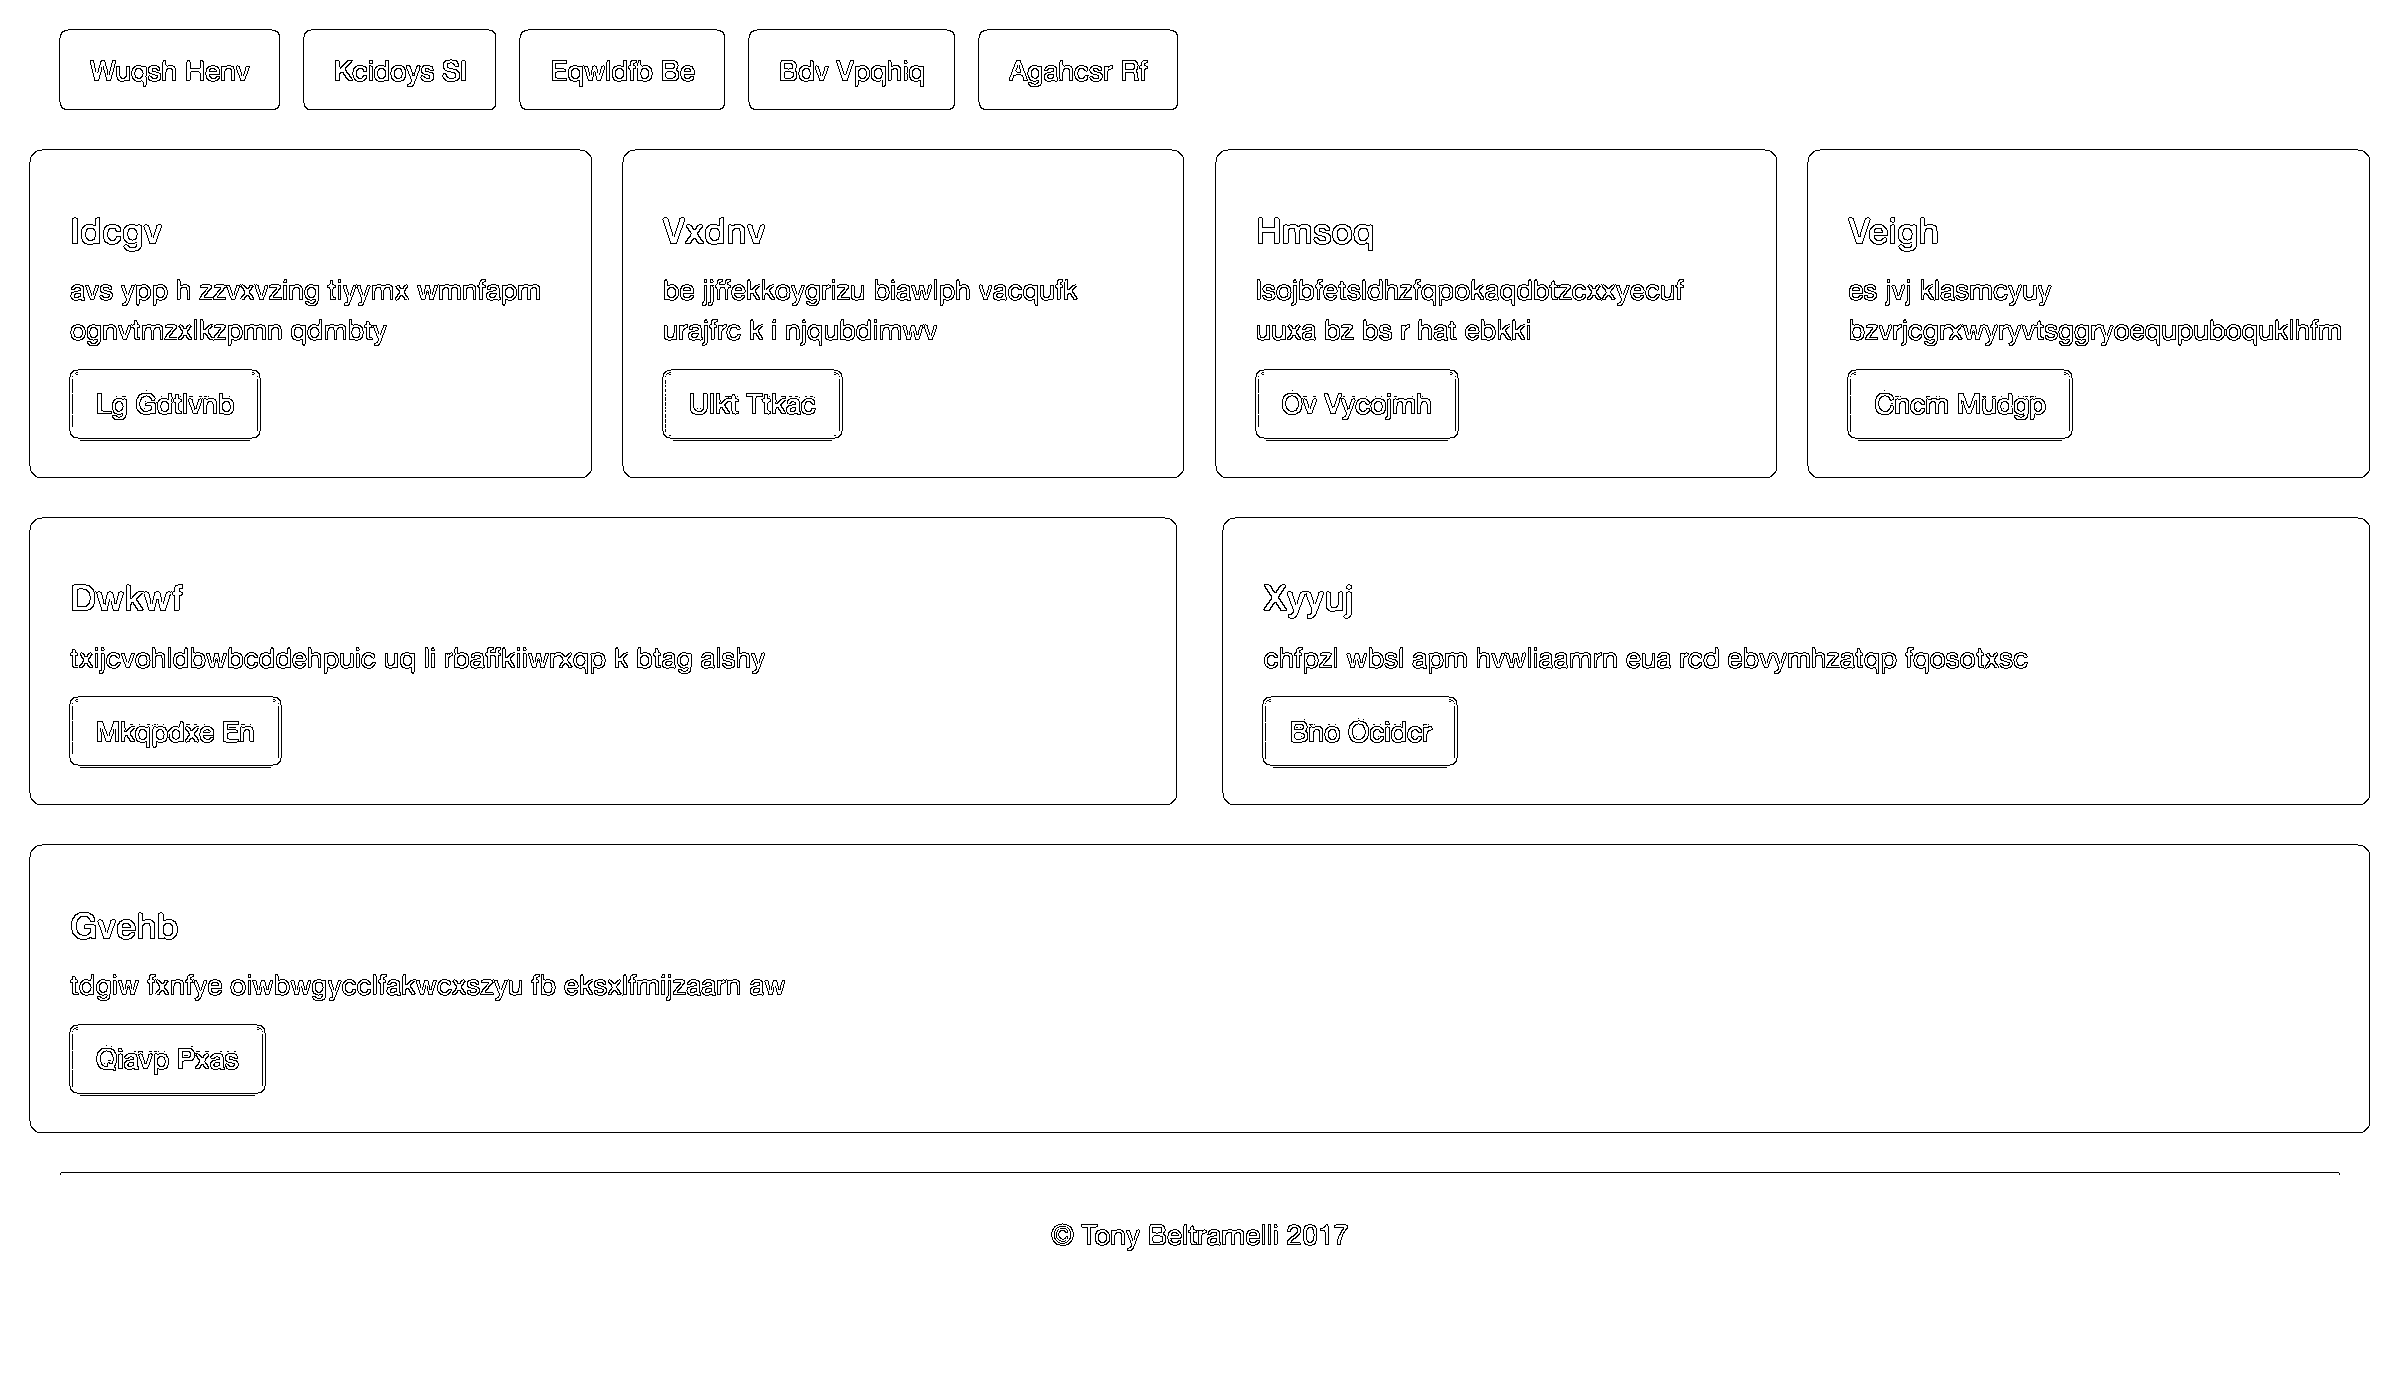 Wuqsh Henv Kcidoys Sl Eqwldfb Be Bdv Vpqhiq Agahcsr Rf
Idcgv
avs ypp h zzvxvzing tiyymx wmnfapm
ognvtmzxlkzpmn qdmbty
Lg Gdtlvnb
Vxdnv
be jjffekkoygrizu biawlph vacqufk
urajfrc k i njqubdimwv
Ulkt Ttkac
Hmsoq
lsojbfetsldhzfqpokaqdbtzcxxyecuf
uuxa bz bs r hat ebkki
Ov Vycojmh
Veigh
es jvj klasmcyuy
bzvrjcgrxwyryvtsggryoequpuboquklhfm
Cncm Mudgp
Dwkwf
txijcvohldbwbcddehpuic uq li rbaffkiiwrxqp k btag alshy
Mkqpdxe En
Xyyuj
chfpzl wbsl apm hvwliaamrn eua rcd ebvymhzatqp fqosotxsc
Bno Ocidcr
Gvehb
tdgiw fxnfye oiwbwgycclfakwcxszyu fb eksxlfmijzaarn aw
Qiavp Pxas
© Tony Beltramelli 2017